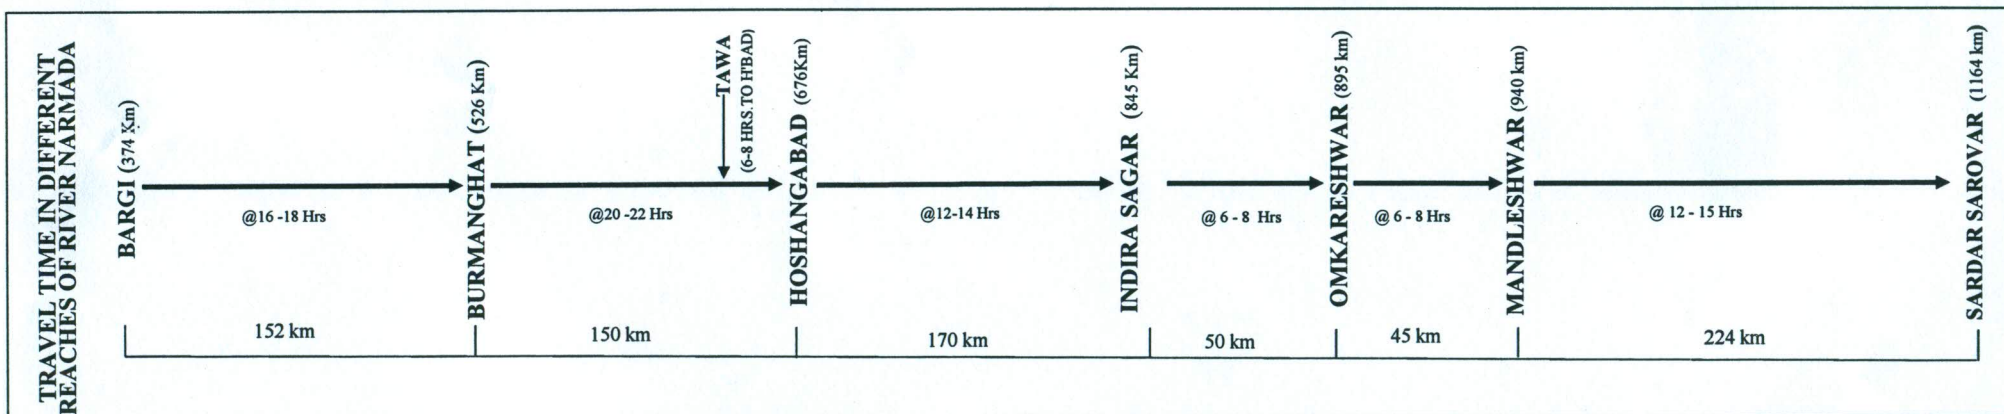 TRAVEL TIME IN DIFFERENT
REACHES OF RIVER NARMADA
BARGI (374 Km)
@16 -18 Hrs
BURMANGHAT (526 Km)
@20 -22 Hrs
TAWA
(6-8 HRS.TO H'BAD)
HOSHANGABAD (676Km)
@12-14 Hrs
INDIRA SAGAR (845 Km)
@ 6 - 8 Hrs
OMKARESHWAR (895 km)
@ 6 - 8 Hrs
MANDLESHWAR (940 km)
@ 12 - 15 Hrs
SARDAR SAROVAR (1164 km)
152 km
150 km
170 km
50 km
45 km
224 km